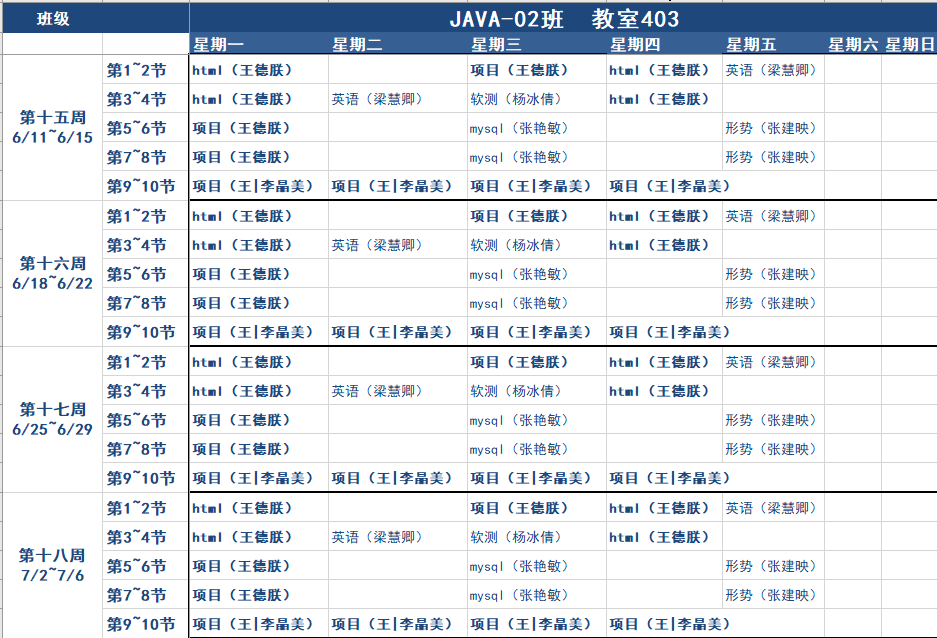 班级 JAVA-02班 教室403
星期一 星期二 星期三 星期四 星期五 星期六 星期日
第1~2节 html（王德朕） 项目（王德朕） html（王德朕） 英语（梁慧卿）
第3~4节 html（王德朕） 英语（梁慧卿） 软测（杨冰倩） html（王德朕）
第十五周
6/11~6/15
第5~6节 项目（王德朕） mysql（张艳敏） 形势（张建映）
第7~8节 项目（王德朕） mysql（张艳敏） 形势（张建映）
第9~10节 项目（王|李晶美） 项目（王|李晶美） 项目（王|李晶美） 项目（王|李晶美）
第1~2节 html（王德朕） 项目（王德朕） html（王德朕） 英语（梁慧卿）
第3~4节 html（王德朕） 英语（梁慧卿） 软测（杨冰倩） html（王德朕）
第十六周
6/18~6/22
第5~6节 项目（王德朕） mysql（张艳敏） 形势（张建映）
第7~8节 项目（王德朕） mysql（张艳敏） 形势（张建映）
第9~10节 项目（王|李晶美） 项目（王|李晶美） 项目（王|李晶美） 项目（王|李晶美）
第1~2节 html（王德朕） 项目（王德朕） html（王德朕） 英语（梁慧卿）
第3~4节 html（王德朕） 英语（梁慧卿） 软测（杨冰倩） html（王德朕）
第十七周
6/25~6/29
第5~6节 项目（王德朕） mysql（张艳敏） 形势（张建映）
第7~8节 项目（王德朕） mysql（张艳敏） 形势（张建映）
第9~10节 项目（王|李晶美） 项目（王|李晶美） 项目（王|李晶美） 项目（王|李晶美）
第1~2节 html（王德朕） 项目（王德朕） html（王德朕） 英语（梁慧卿）
第3~4节 html（王德朕） 英语（梁慧卿） 软测（杨冰倩） html（王德朕）
第十八周
7/2~7/6
第5~6节 项目（王德朕） mysql（张艳敏） 形势（张建映）
第7~8节 项目（王德朕） mysql（张艳敏） 形势（张建映）
第9~10节 项目（王|李晶美） 项目（王|李晶美） 项目（王|李晶美） 项目（王|李晶美）